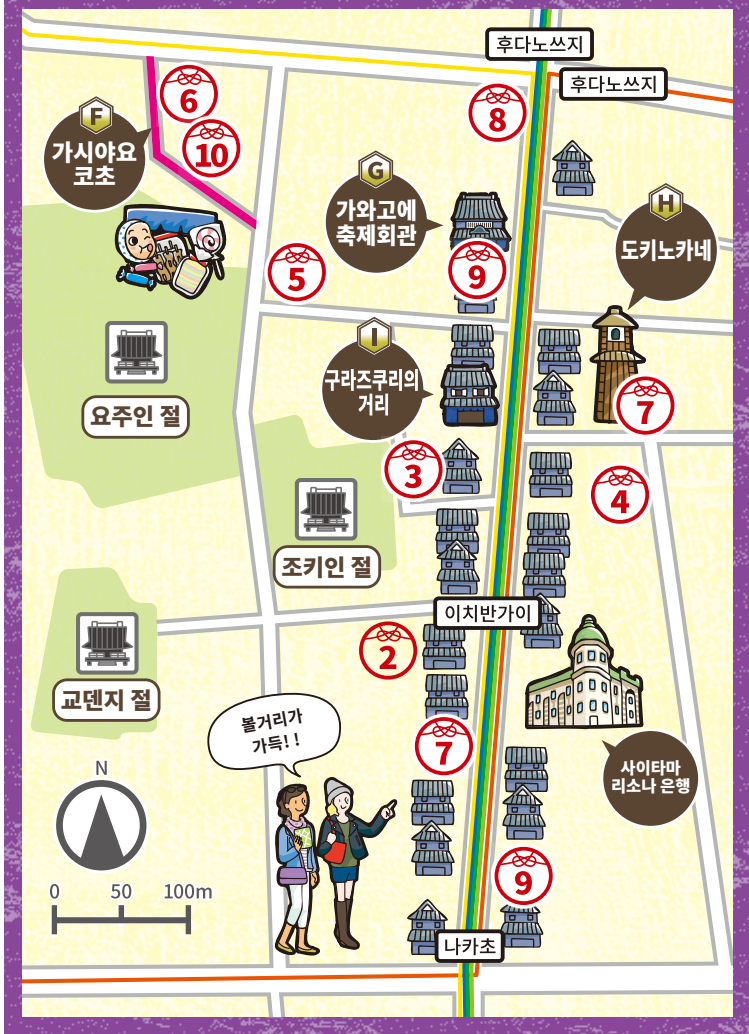 후다노쓰지
후다노쓰지
6
8
F
가시야요
코초
10
G
가와고에
축제회관
H
도키노카네
5
9
I
구라즈쿠리의
거리
요주인 절
7
3
4
조키인 절
이치반가이
2
교덴지 절
볼거리가
가득! !
7
사이타마
리소나 은행
N
9
0 50 100m
나카초